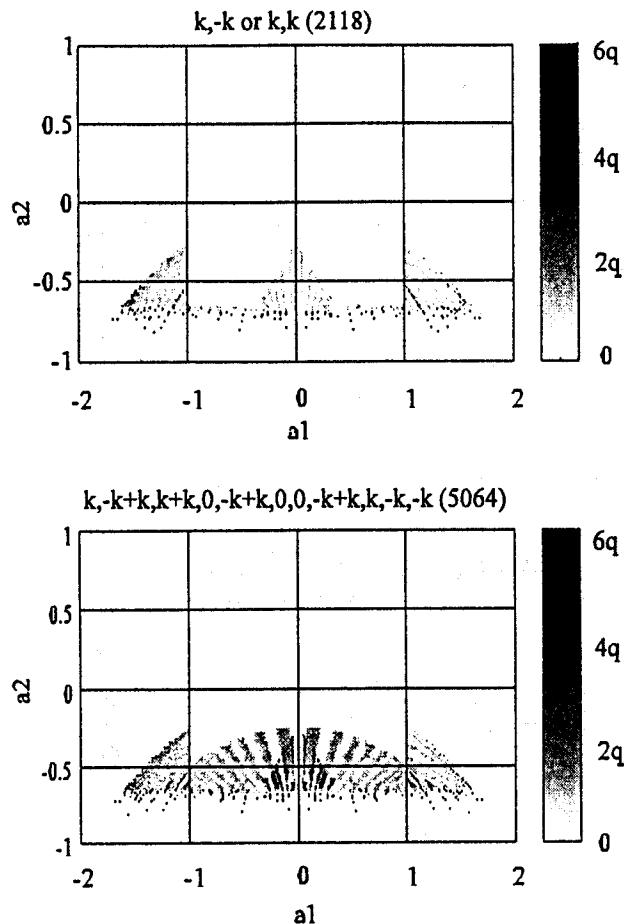 k,-k or k,k (2118)
1
0.5
0
-0.5
-1
a2
-2 -1 0 1 2
a1
6q
4q
2q
0
k,-k+k,k+k,0,-k+k,0,0,-k+k,k,-k,-k (5064)
1
0.5
0
-0.5
-1
a2
-2 -1 0 1 2
a1
6q
4q
2q
0